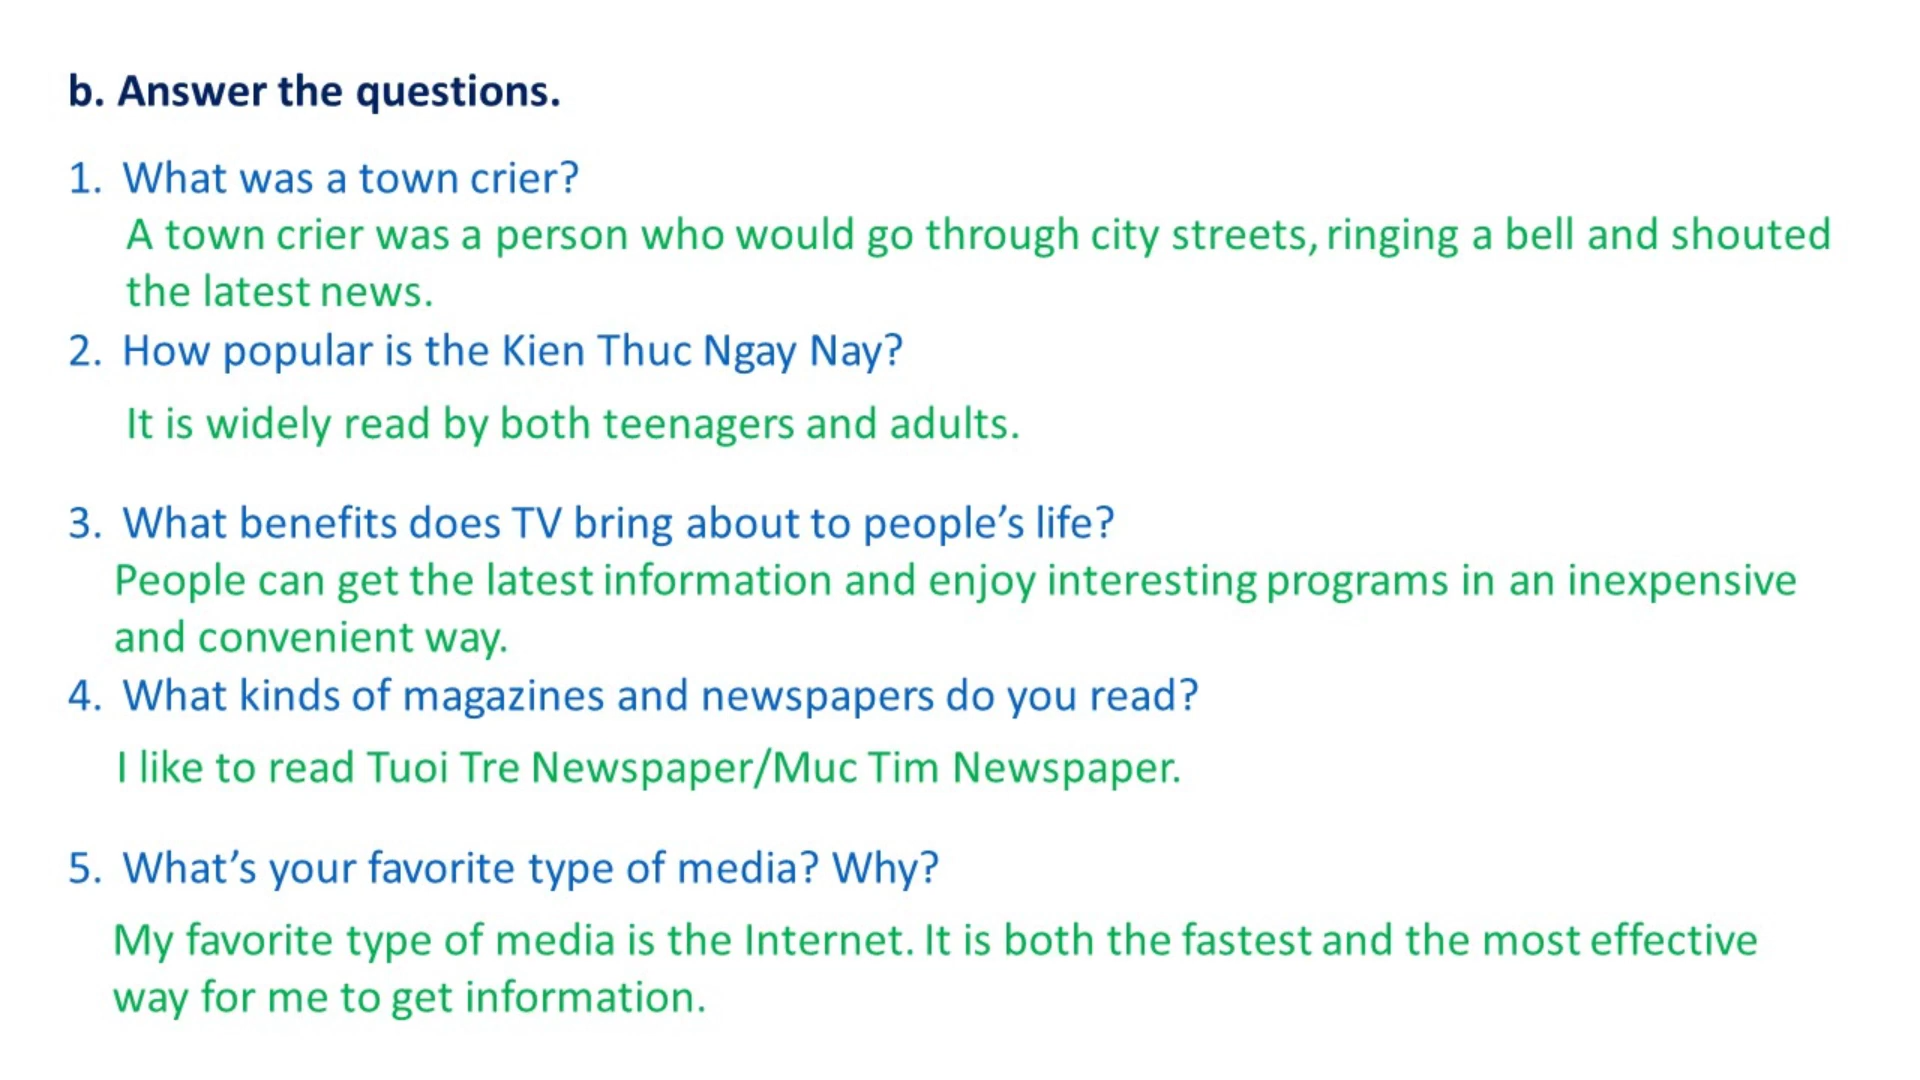 b. Answer the questions.
1. What was a town crier?
A town crier was a person who would go through city streets, ringing a bell and shouted
the latest news.
2. How popular is the Kien Thuc Ngay Nay?
It is widely read by both teenagers and adults.
3. What benefits does TV bring about to people’s life?
People can get the latest information and enjoy interesting programs in an inexpensive
and convenient way.
4. What kinds of magazines and newspapers do you read?
I like to read Tuoi Tre Newspaper/Muc Tim Newspaper.
5. What’s your favorite type of media? Why?
My favorite type of media is the Internet. It is both the fastest and the most effective
way for me to get information.